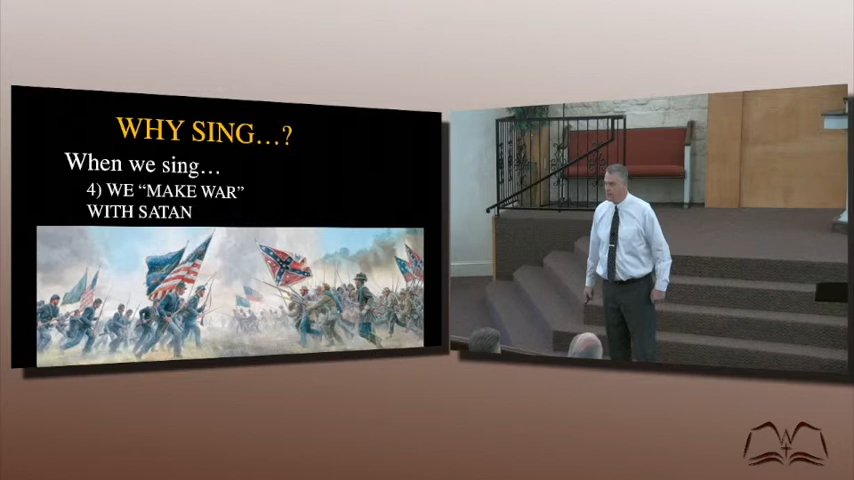 WHY SING…?
When we sing…
4) WE “MAKE WAR”
WITH SATAN